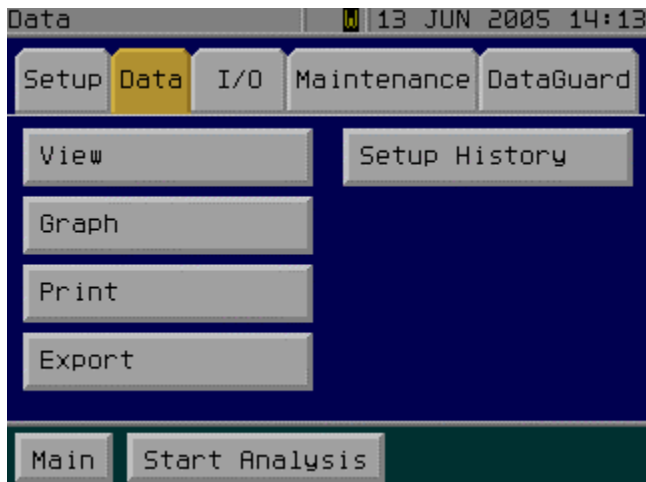 Data W 13 JUN 2005 14:13
Setup Data I/O Maintenance DataGuard
View Setup History
Graph
Print
Export
Main Start Analysis